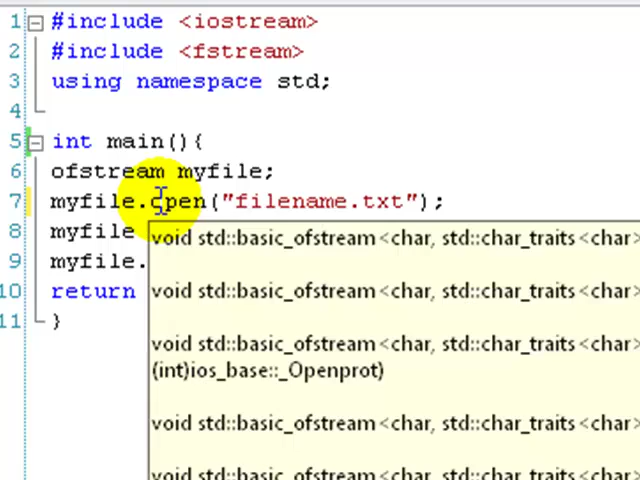 1 #include <iostream>
2 #include <fstream>
3 using namespace std;
4
5 int main(){
6 ofstream myfile;
7 myfile.open("filename.txt");
8 myfile
9 myfile.
10 return
11 }
void std::basic_ofstream<char, std::char_traits<char>
void std::basic_ofstream<char, std::char_traits<char>
void std::basic_ofstream<char, std::char_traits<char>
(int)ios_base::_Openprot)
void std::basic_ofstream<char, std::char_traits<char>
void std::basic_ofstream<char, std::char_traits<char>